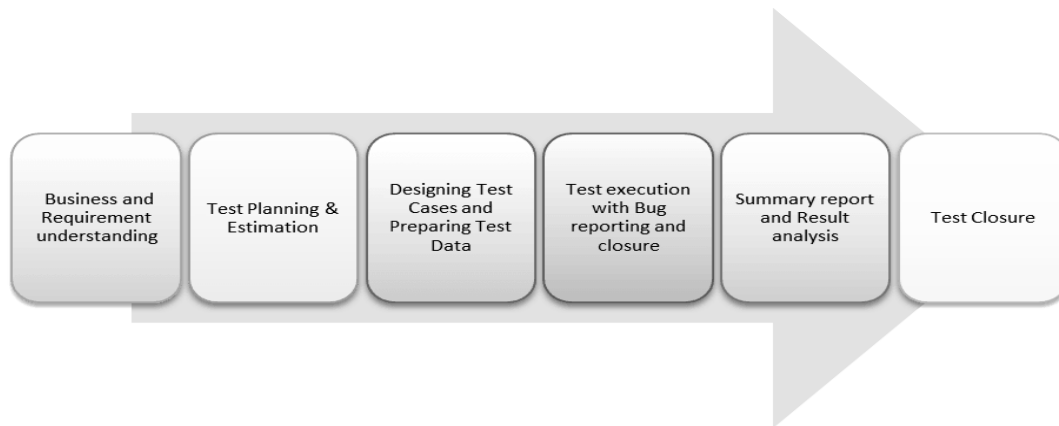 Business and
Requirement
understanding
Test Planning &
Estimation
Designing Test
Cases and
Preparing Test
Data
Test execution
with Bug
reporting and
closure
Summary report
and Result
analysis
Test Closure